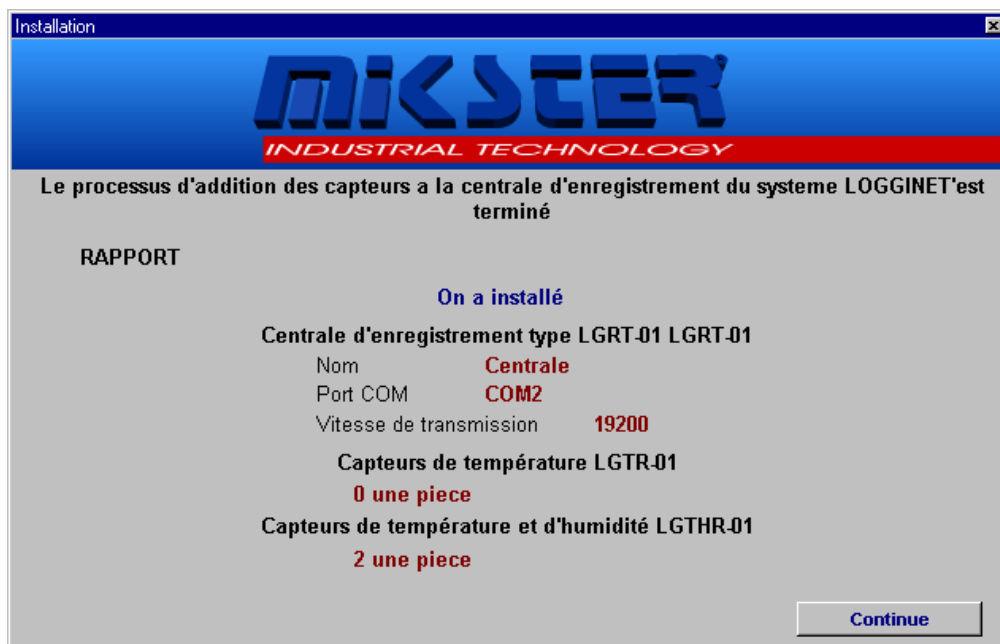 Installation
MIKSTER
INDUSTRIAL TECHNOLOGY
Le processus d'addition des capteurs a la centrale d'enregistrement du systeme LOGGINET'est
terminé
RAPPORT
On a installé
Centrale d'enregistrement type LGRT-01 LGRT-01
Nom Centrale
Port COM COM2
Vitesse de transmission 19200
Capteurs de température LGTR-01
0 une piece
Capteurs de température et d'humidité LGTHR-01
2 une piece
Continue